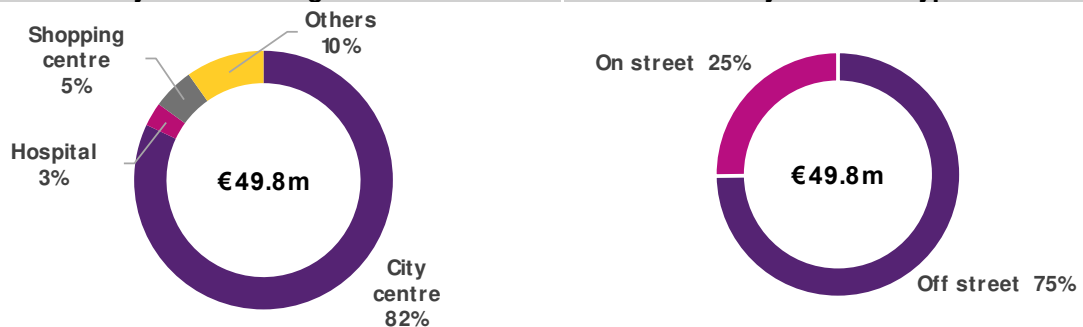 Others
10%
Shopping
centre
5%
Hospital
3%
€49.8m
City
centre
82%
On street 25%
€49.8m
Off street 75%